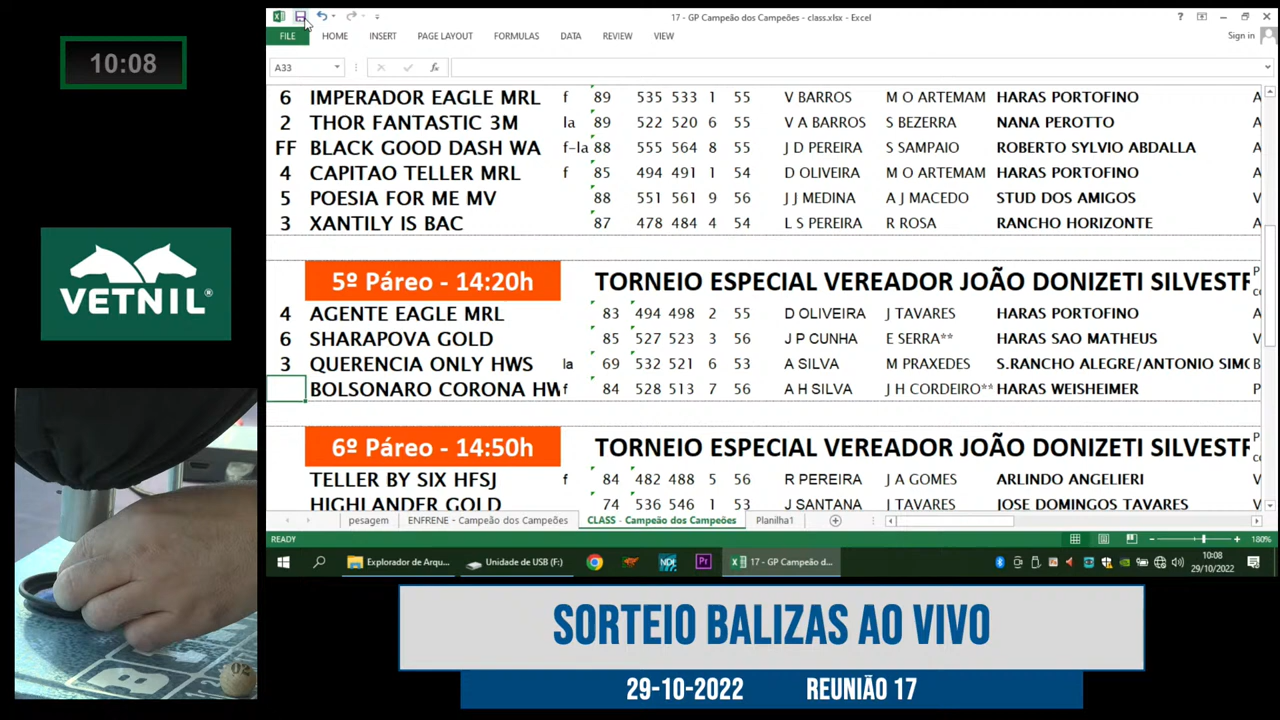 10:08
17 - GP Campeão dos Campeões - class.xlsx - Excel
FILE HOME INSERT PAGE LAYOUT FORMULAS DATA REVIEW VIEW
Sign in
A33
6 IMPERADOR EAGLE MRL f 89 535 533 1 55 V BARROS M O ARTEMAM HARAS PORTOFINO A
2 THOR FANTASTIC 3M la 89 522 520 6 55 V A BARROS S BEZERRA NANA PEROTTO A
FF BLACK GOOD DASH WA f-la 88 555 564 8 55 J D PEREIRA S SAMPAIO ROBERTO SYLVIO ABDALLA A
4 CAPITAO TELLER MRL f 85 494 491 1 54 D OLIVEIRA M O ARTEMAM HARAS PORTOFINO A
5 POESIA FOR ME MV 88 551 561 9 56 J J MEDINA A J MACEDO STUD DOS AMIGOS V
3 XANTILY IS BAC 87 478 484 4 54 L S PEREIRA R ROSA RANCHO HORIZONTE A
5º Páreo - 14:20h TORNEIO ESPECIAL VEREADOR JOÃO DONIZETI SILVESTR
4 AGENTE EAGLE MRL 83 494 498 2 55 D OLIVEIRA J TAVARES HARAS PORTOFINO A
6 SHARAPOVA GOLD 85 527 523 3 56 J P CUNHA E SERRA** HARAS SAO MATHEUS V
3 QUERENCIA ONLY HWS la 69 532 521 6 53 A SILVA M PRAXEDES S.RANCHO ALEGRE/ANTONIO SIMO B
BOLSONARO CORONA HW f 84 528 513 7 56 A H SILVA J H CORDEIRO** HARAS WEISHEIMER P
6º Páreo - 14:50h TORNEIO ESPECIAL VEREADOR JOÃO DONIZETI SILVESTR
TELLER BY SIX HFSJ f 84 482 488 5 56 R PEREIRA J A GOMES ARLINDO ANGELIERI V
HIGHLANDER GOLD 74 536 546 1 53 J SANTANA J TAVARES JOSE DOMINGOS TAVARES V
pesagem ENFRENE - Campeão dos Campeões CLASS - Campeão dos Campeões Planilha1
READY 180%
Explorador de Arqu... Unidade de USB (F:) NDI Pr 17 - GP Campeão d... 10:08
29/10/2022
VETNIL®
B
02
SORTEIO BALIZAS AO VIVO
29-10-2022 REUNIÃO 17